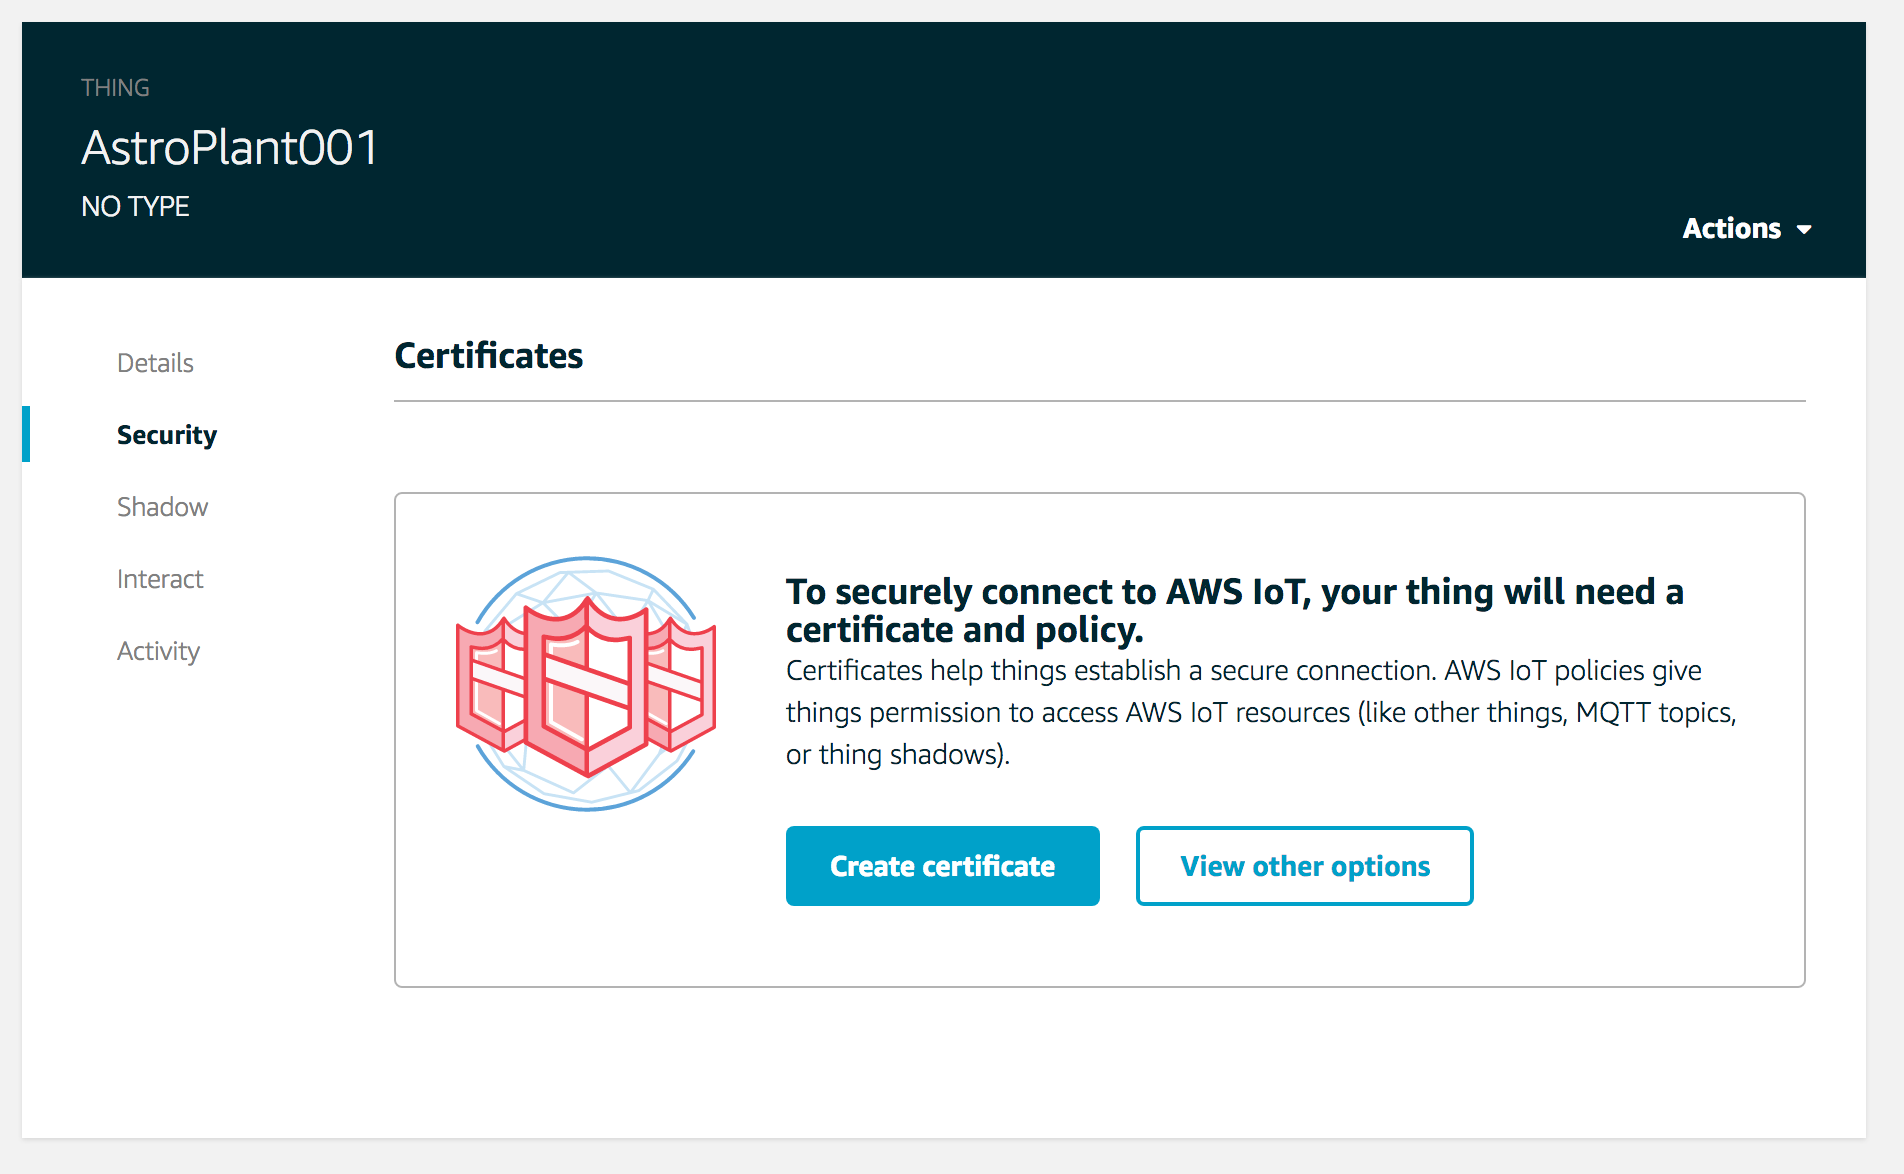 THING
AstroPlant001
NO TYPE
Actions
Details
Security
Shadow
Interact
Activity
Certificates
To securely connect to AWS IoT, your thing will need a
certificate and policy.
Certificates help things establish a secure connection. AWS IoT policies give
things permission to access AWS IoT resources (like other things, MQTT topics,
or thing shadows).
Create certificate
View other options